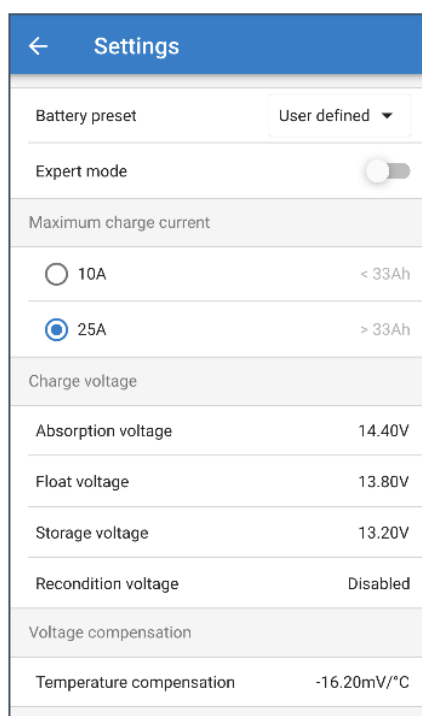 Settings
Battery preset User defined
Expert mode
Maximum charge current
10A < 33Ah
25A > 33Ah
Charge voltage
Absorption voltage 14.40V
Float voltage 13.80V
Storage voltage 13.20V
Recondition voltage Disabled
Voltage compensation
Temperature compensation -16.20mV/°C